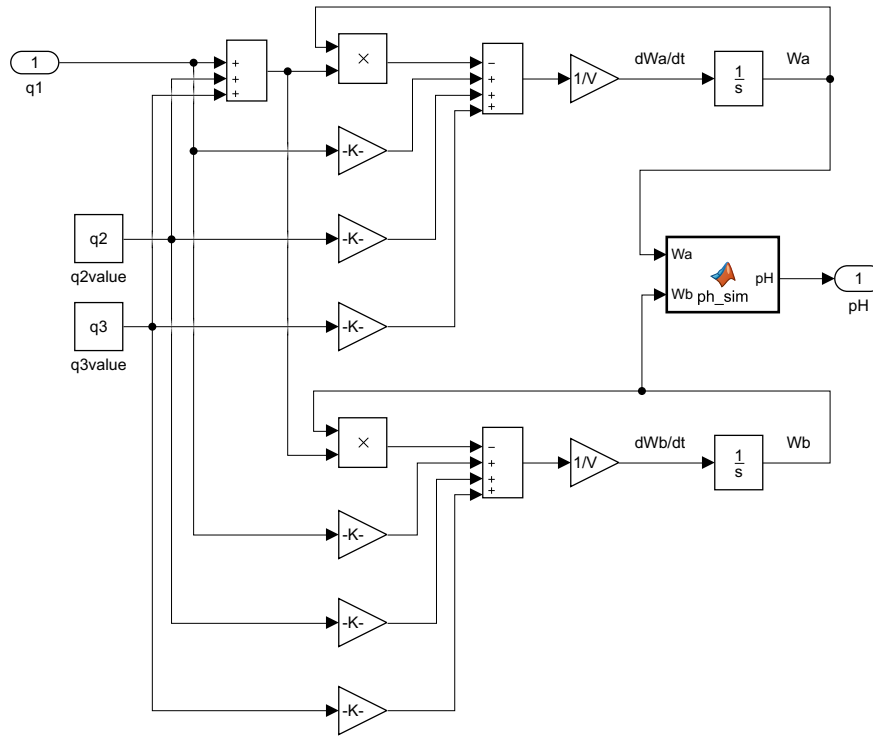 1
q1
+
+
+
×
−
+
+
+
1/V
dWa/dt
1
s
Wa
-K-
-K-
-K-
q2
q2value
q3
q3value
Wa
Wb
pH
ph_sim
1
pH
×
−
+
+
+
1/V
dWb/dt
1
s
Wb
-K-
-K-
-K-